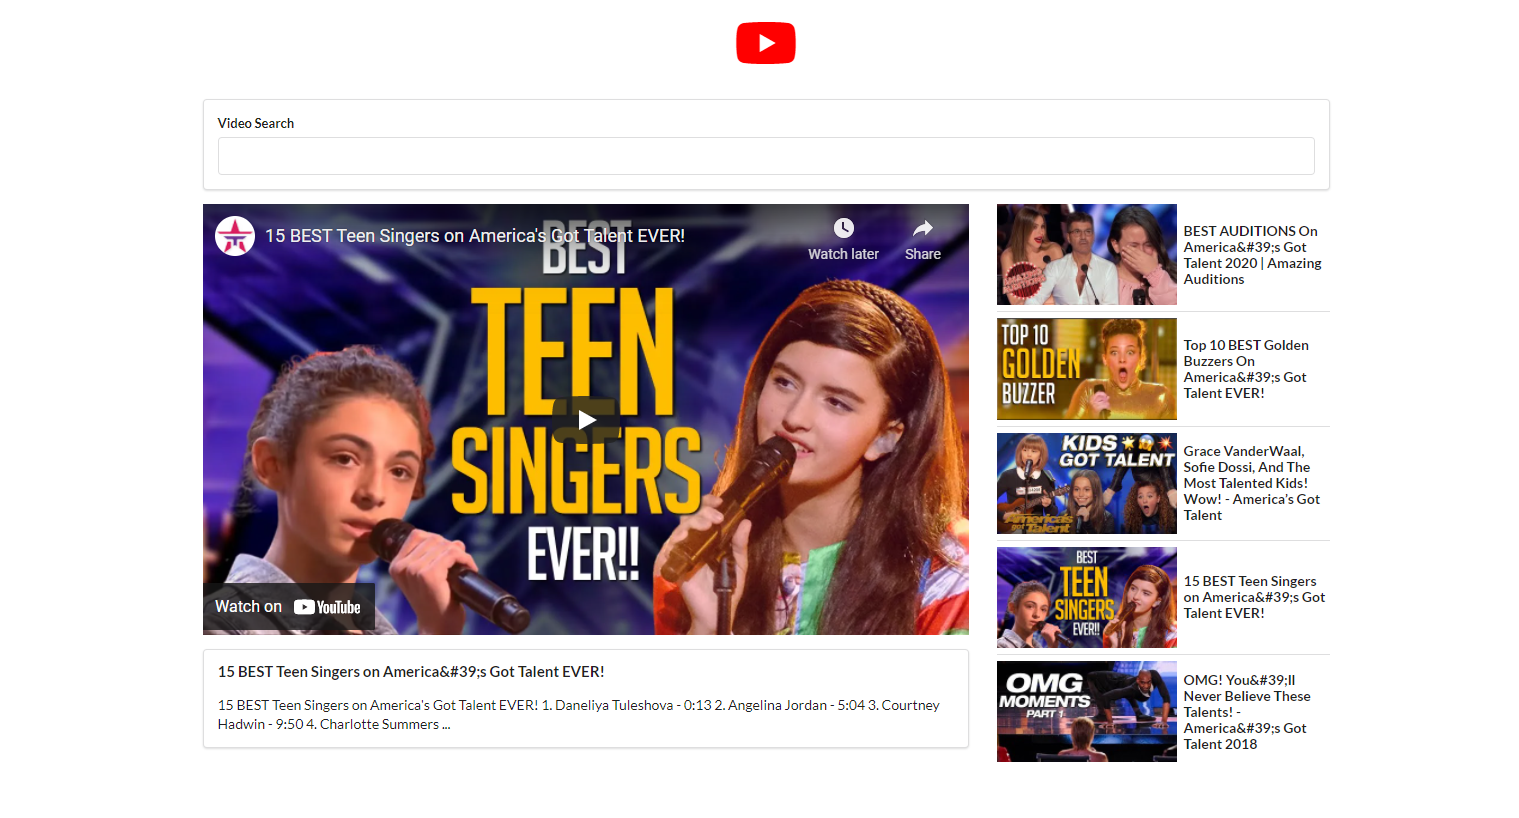 Video Search
15 BEST Teen Singers on America's Got Talent EVER!
Watch later
Share
BEST
TEEN
SINGERS
EVER!!
Watch on YouTube
15 BEST Teen Singers on America&#39;s Got Talent EVER!
15 BEST Teen Singers on America's Got Talent EVER! 1. Daneliya Tuleshova - 0:13 2. Angelina Jordan - 5:04 3. Courtney
Hadwin - 9:50 4. Charlotte Summers ...
AMAZING
AUDITIONS
BEST AUDITIONS On
America&#39;s Got
Talent 2020 | Amazing
Auditions
TOP 10
GOLDEN
BUZZER
Top 10 BEST Golden
Buzzers On
America&#39;s Got
Talent EVER!
KIDS
GOT TALENT
America's
got Talent
Grace VanderWaal,
Sofie Dossi, And The
Most Talented Kids!
Wow! - America’s Got
Talent
BEST
TEEN
SINGERS
EVER!!
15 BEST Teen Singers
on America&#39;s Got
Talent EVER!
OMG
MOMENTS
PART 1
OMG! You&#39;ll
Never Believe These
Talents! -
America&#39;s Got
Talent 2018